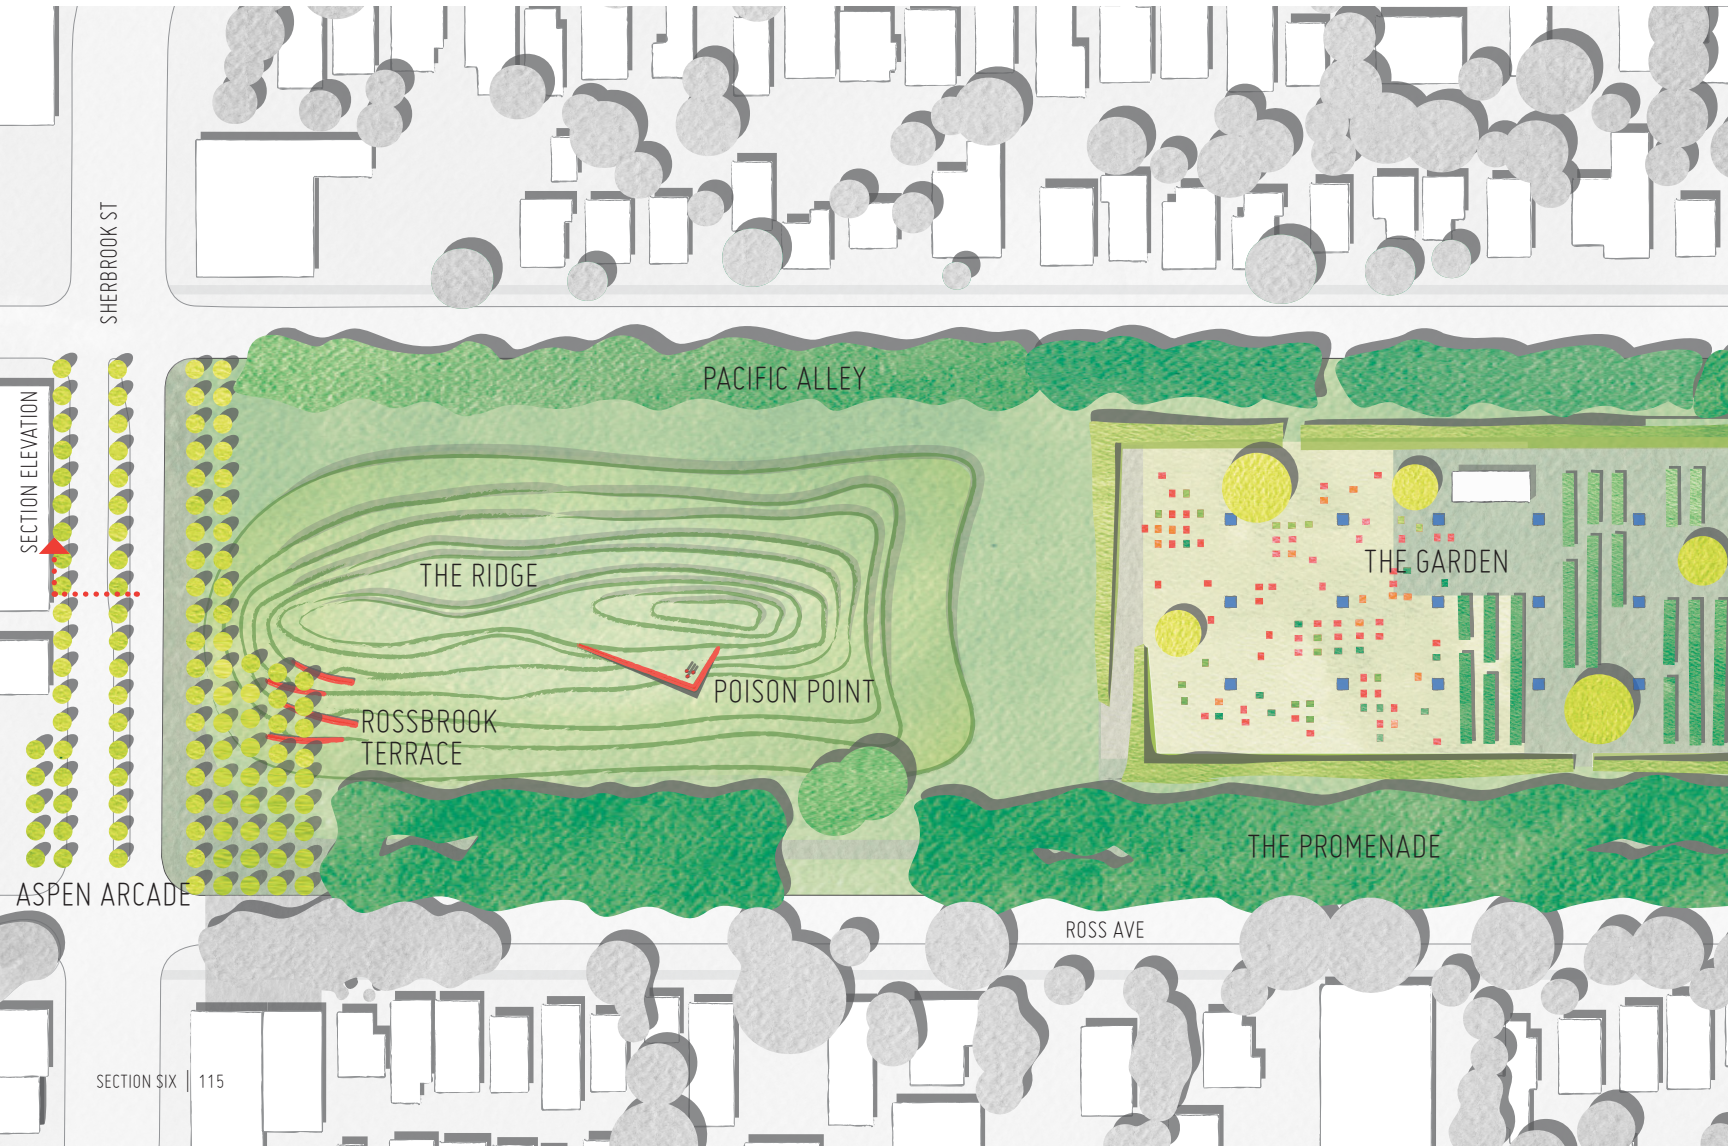 SHERBROOK ST
PACIFIC ALLEY
SECTION ELEVATION
THE RIDGE
THE GARDEN
POISON POINT
ROSSBROOK
TERRACE
THE PROMENADE
ASPEN ARCADE
ROSS AVE
SECTION SIX | 115